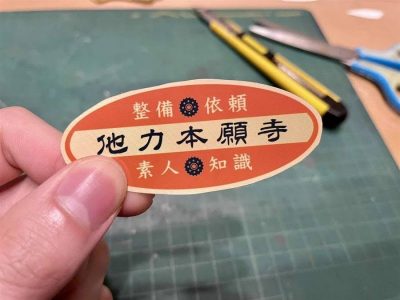 整備 依頼
他力本願寺
素人 知識